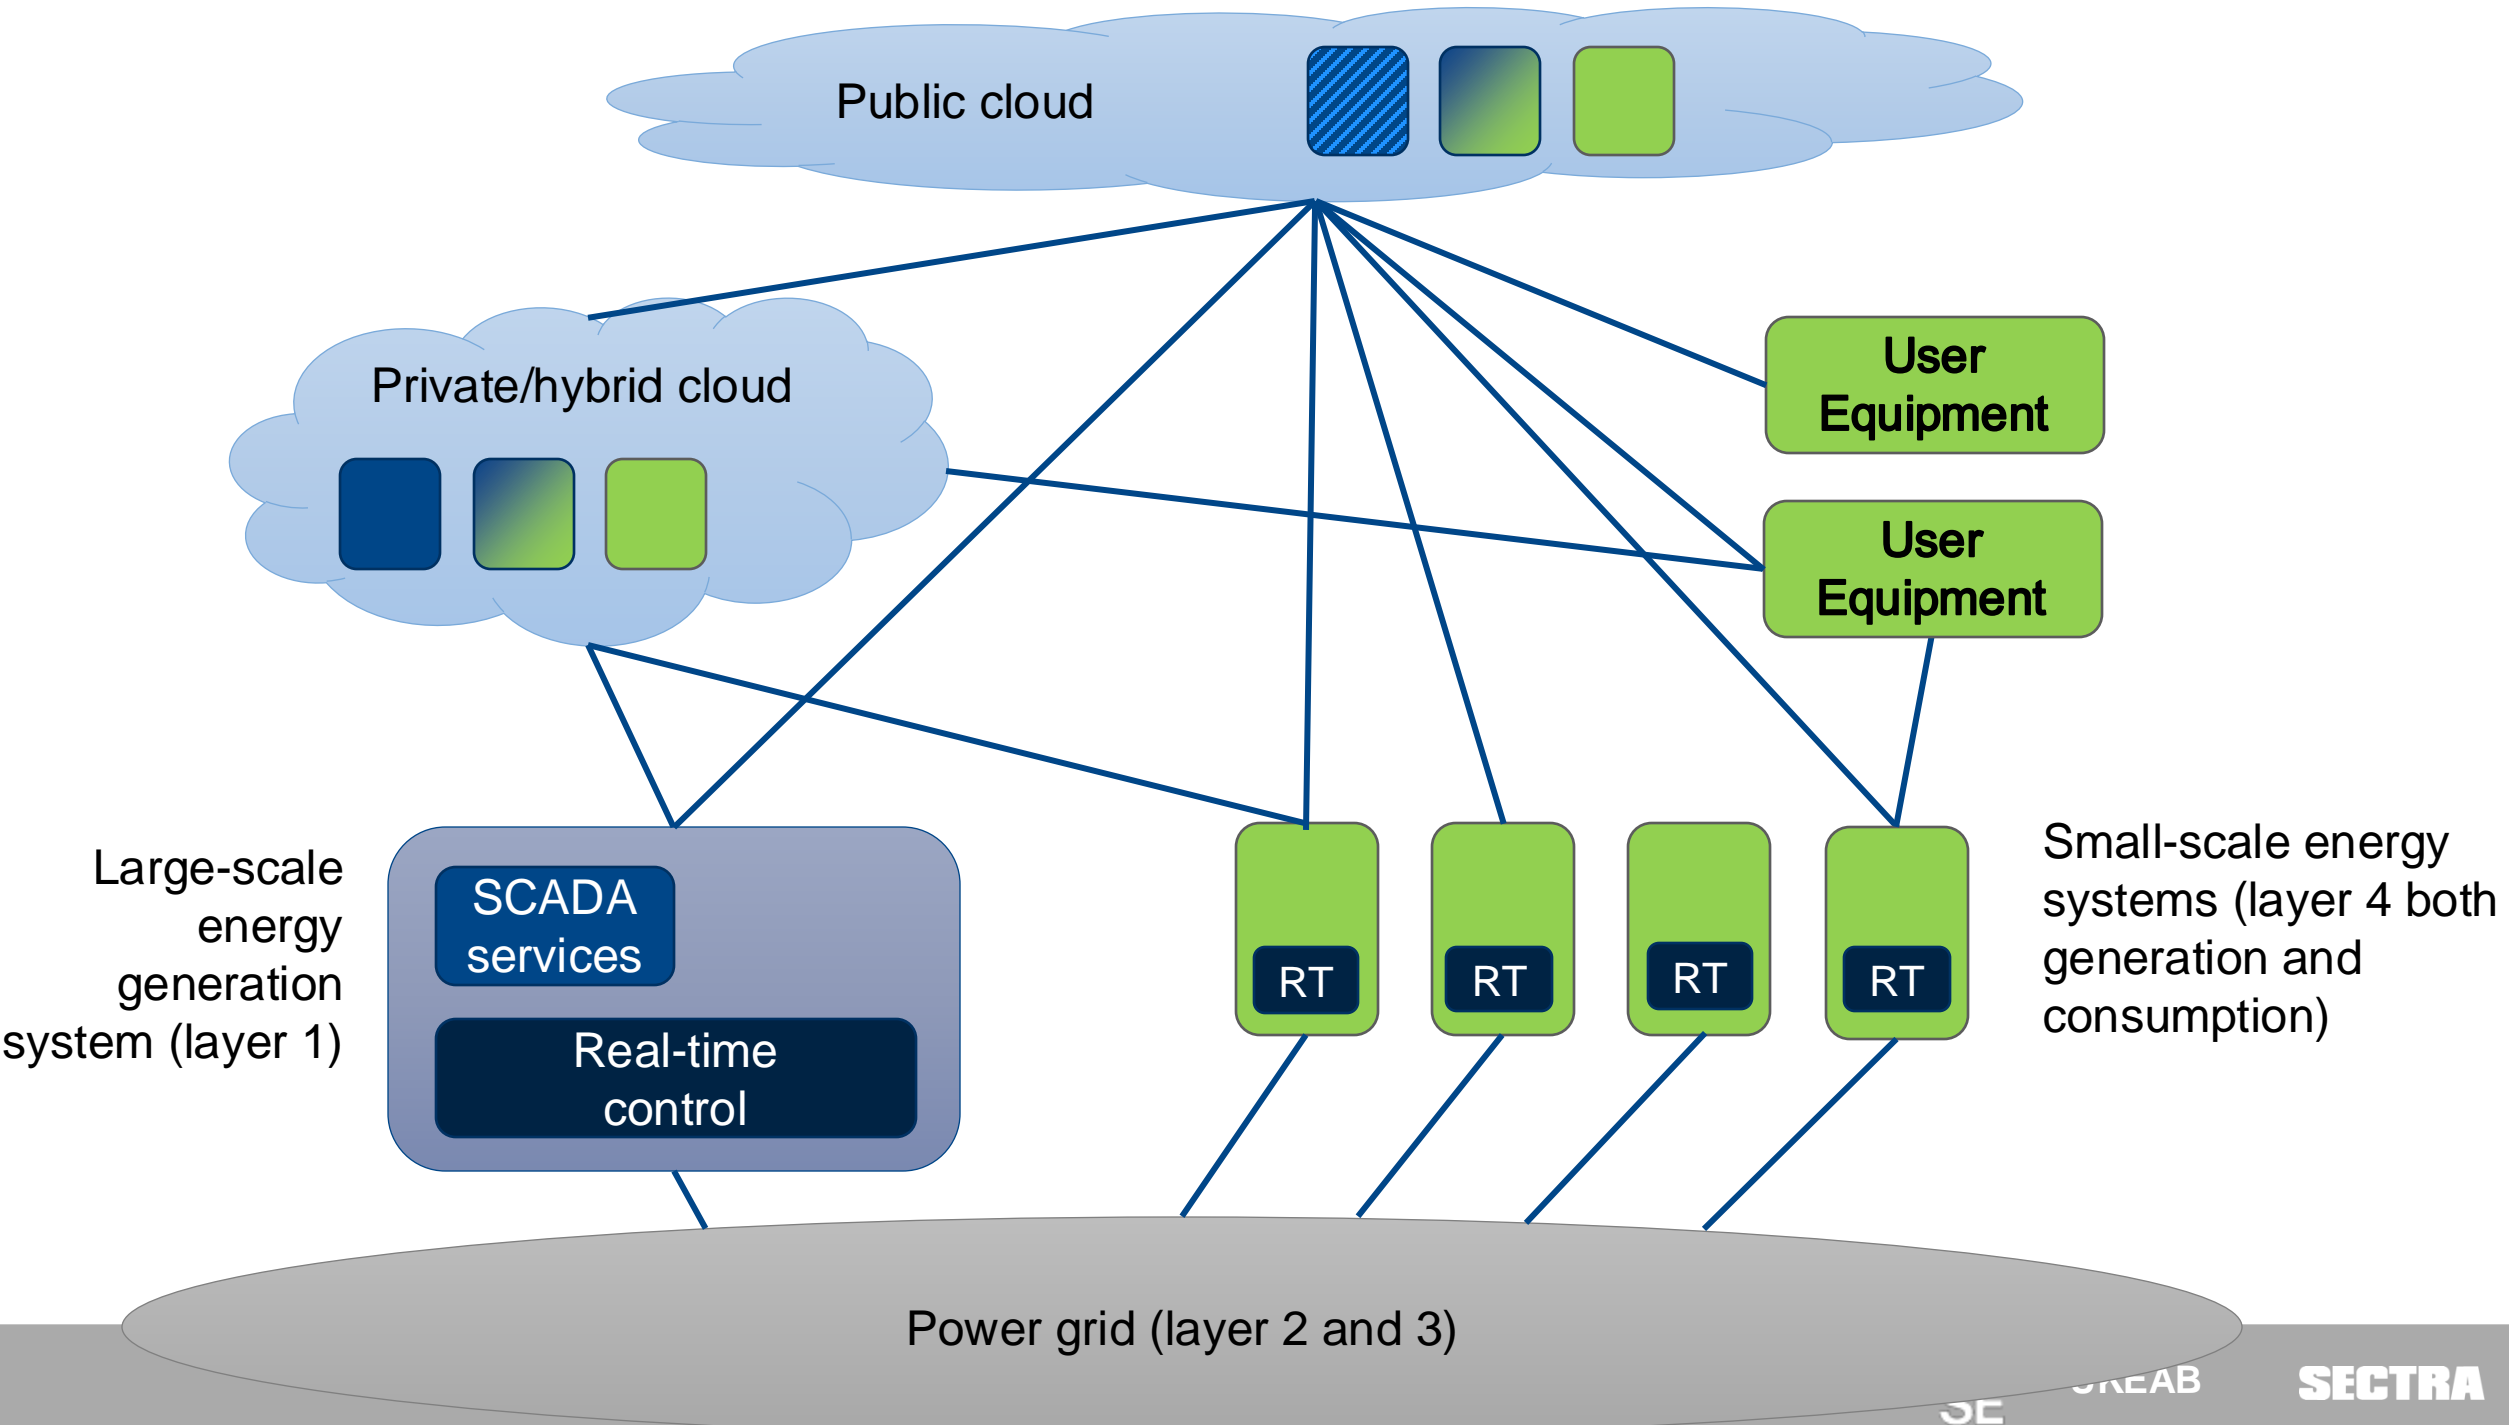 Public cloud
Private/hybrid cloud
User
Equipment
User
Equipment
Large-scale
energy
generation
system (layer 1)
SCADA
services
Real-time
control
RT
RT
RT
RT
Small-scale energy
systems (layer 4 both
generation and
consumption)
Power grid (layer 2 and 3)
SECTRA